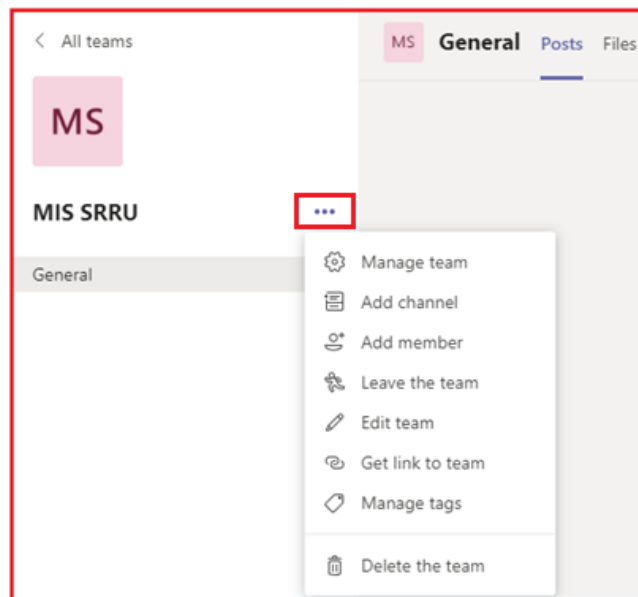 All teams
MS General Posts Files
MS
MIS SRRU
General
Manage team
Add channel
Add member
Leave the team
Edit team
Get link to team
Manage tags
Delete the team